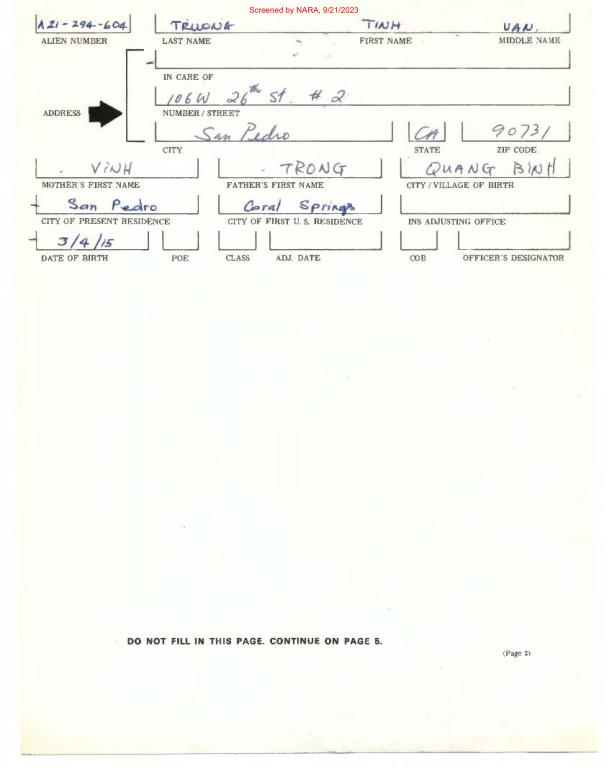 Screened by NARA, 9/21/2023
A21-294-604 TRUONG TINH VAN.
ALIEN NUMBER LAST NAME FIRST NAME MIDDLE NAME
IN CARE OF
106 W 26th St. # 2
ADDRESS NUMBER / STREET
San Pedro CA 90731
CITY STATE ZIP CODE
VINH TRONG QUANG BINH
MOTHER'S FIRST NAME FATHER'S FIRST NAME CITY / VILLAGE OF BIRTH
San Pedro Coral Springs
CITY OF PRESENT RESIDENCE CITY OF FIRST U.S. RESIDENCE INS ADJUSTING OFFICE
3/4/15
DATE OF BIRTH POE CLASS ADJ. DATE COB OFFICER'S DESIGNATOR
DO NOT FILL IN THIS PAGE. CONTINUE ON PAGE 5.
(Page 3)